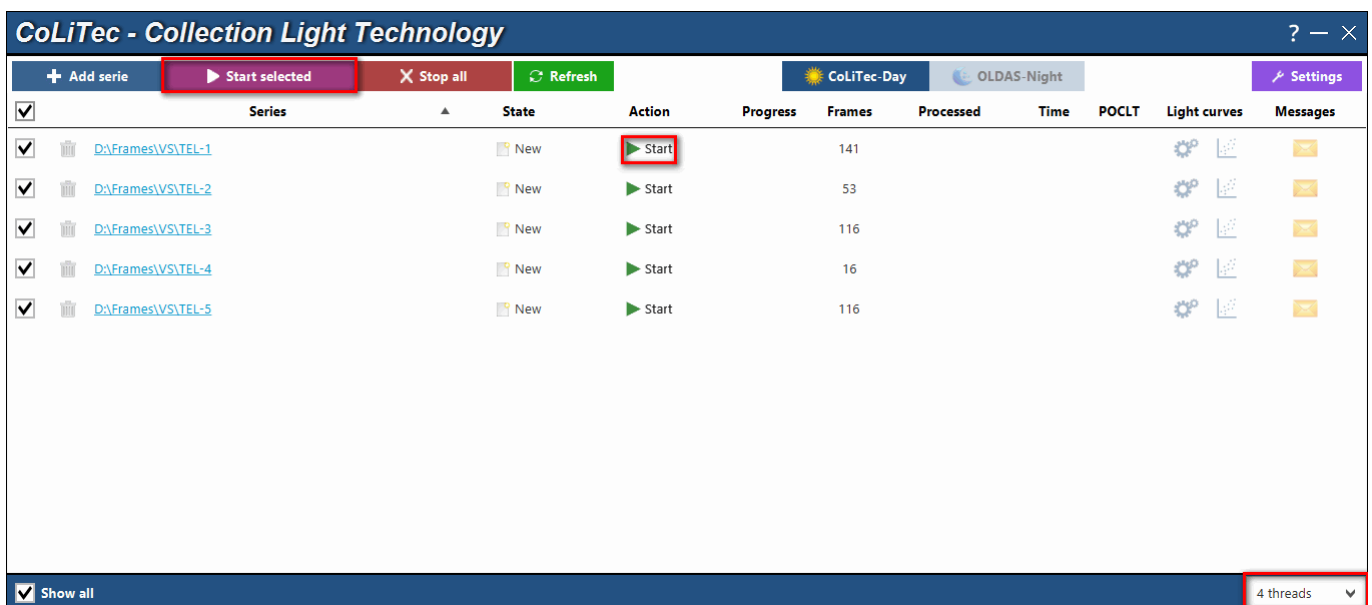 CoLiTec - Collection Light Technology ? — ×
+ Add serie Start selected X Stop all Refresh CoLiTec-Day OLDAS-Night Settings
Series State Action Progress Frames Processed Time POCLT Light curves Messages
D:\Frames\VS\TEL-1 New Start 141
D:\Frames\VS\TEL-2 New Start 53
D:\Frames\VS\TEL-3 New Start 116
D:\Frames\VS\TEL-4 New Start 16
D:\Frames\VS\TEL-5 New Start 116
Show all 4 threads